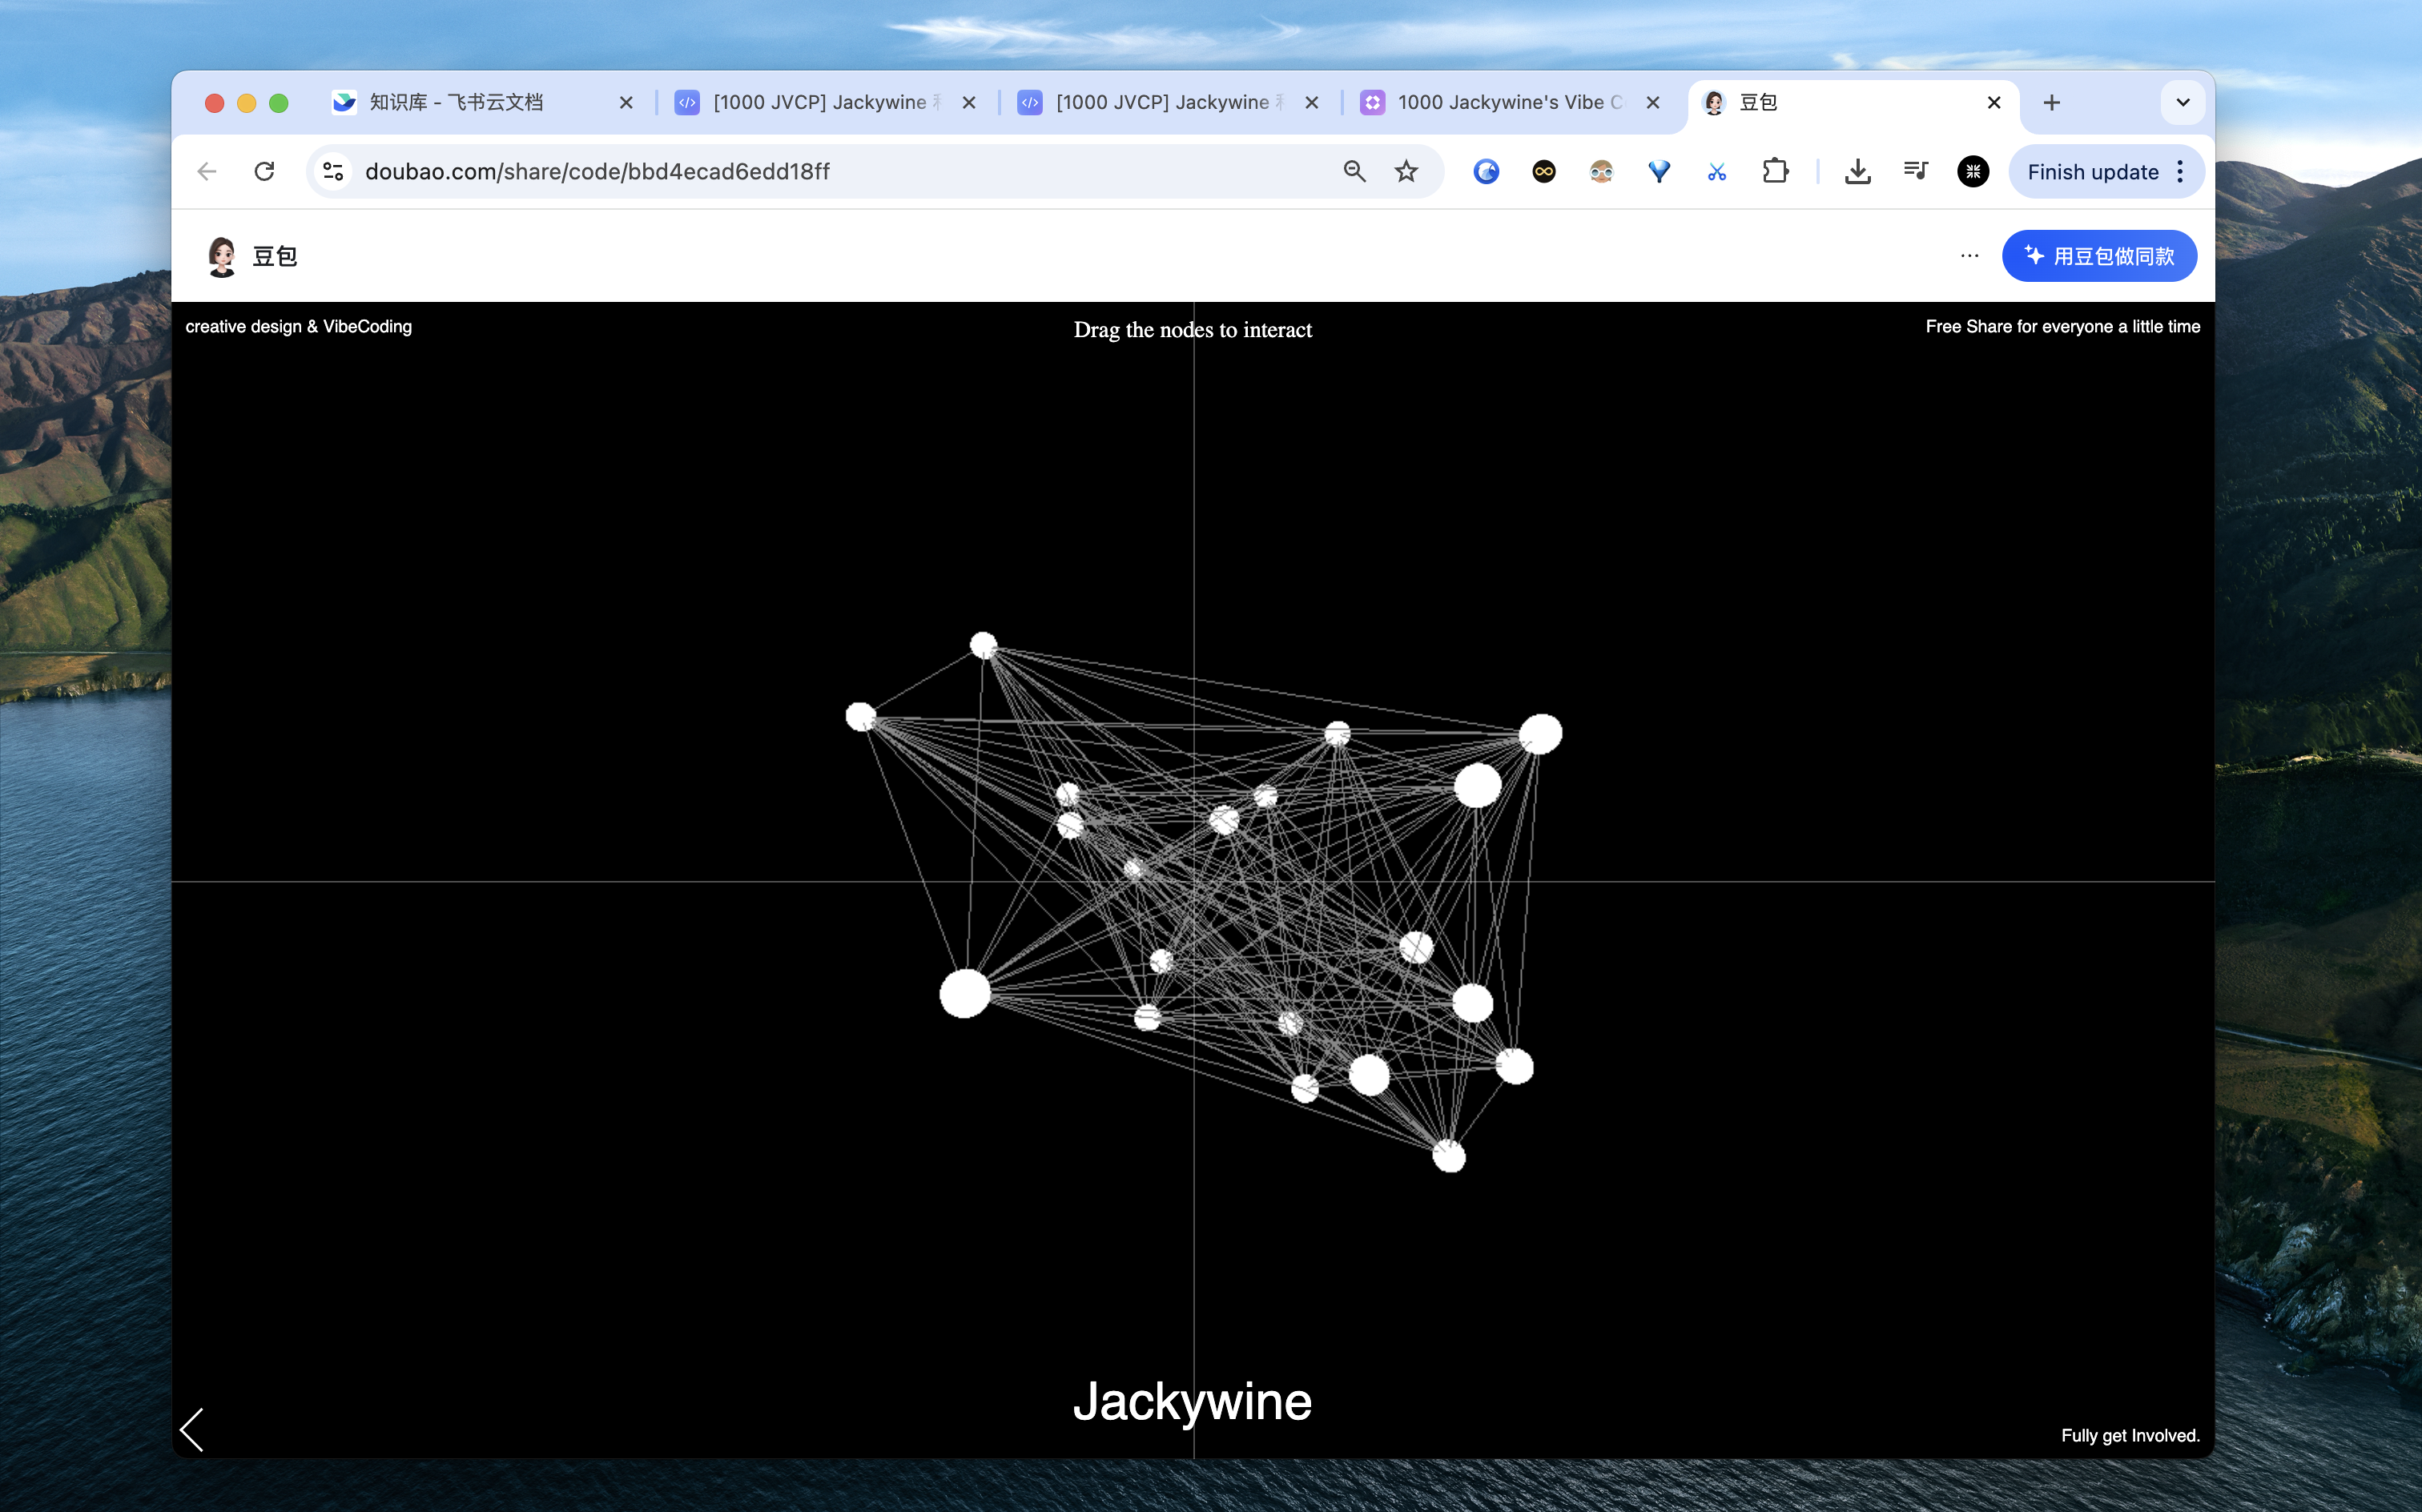 知识库 - 飞书云文档
[1000 JVCP] Jackywine
[1000 JVCP] Jackywine
1000 Jackywine's Vibe C
豆包
doubao.com/share/code/bbd4ecad6edd18ff
Finish update
豆包
用豆包做同款
creative design & VibeCoding
Drag the nodes to interact
Free Share for everyone a little time
Jackywine
Fully get Involved.